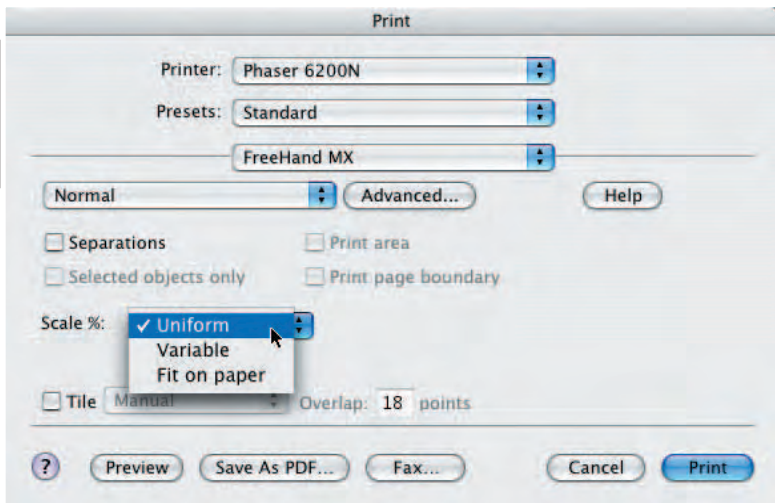 Print
Printer: Phaser 6200N
Presets: Standard
FreeHand MX
Normal Advanced... Help
Separations Print area
Selected objects only Print page boundary
Scale %: ✓ Uniform
Variable
Fit on paper
Tile Manual Overlap: 18 points
? Preview Save As PDF... Fax... Cancel Print